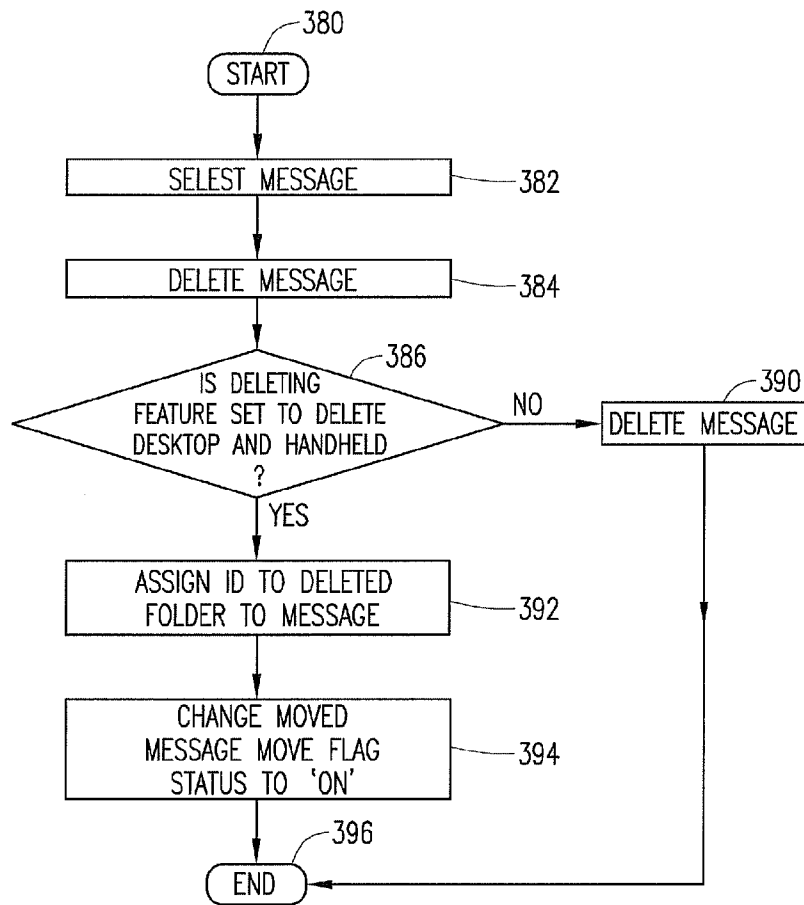 380
START
SELEST MESSAGE
382
DELETE MESSAGE
384
386
IS DELETING
FEATURE SET TO DELETE
DESKTOP AND HANDHELD
?
NO
390
DELETE MESSAGE
YES
ASSIGN ID TO DELETED
FOLDER TO MESSAGE
392
CHANGE MOVED
MESSAGE MOVE FLAG
STATUS TO 'ON'
394
396
END